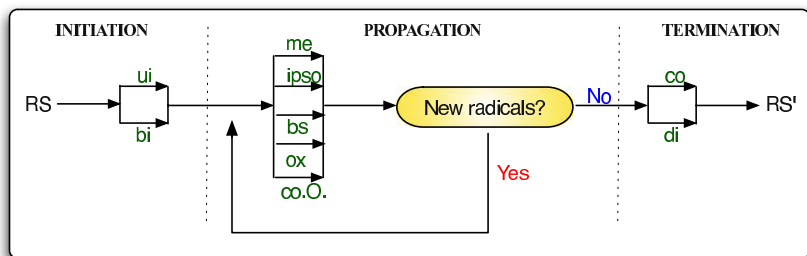 INITIATION
PROPAGATION
TERMINATION
RS
ui
bi
me
ipso
bs
ox
co.O.
New radicals?
No
Yes
co
di
RS'